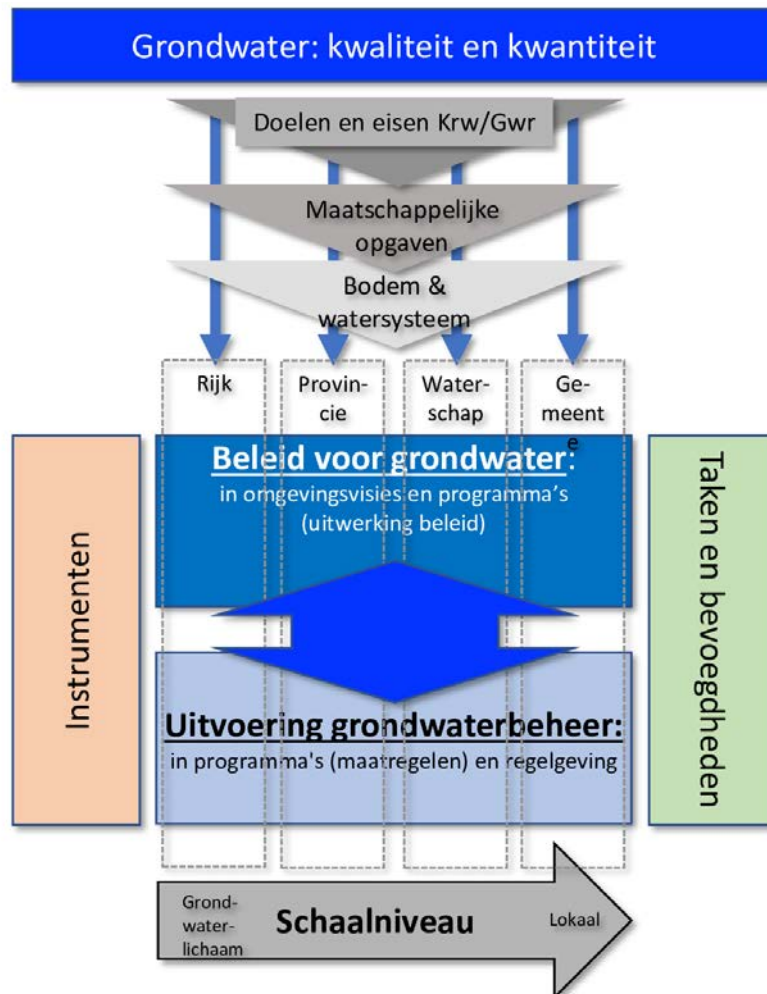 Grondwater: kwaliteit en kwantiteit
Doelen en eisen Krw/Gwr
Maatschappelijke
opgaven
Bodem &
watersysteem
Rijk
Provin-
cie
Water-
schap
Ge-
meent
e
Instrumenten
Beleid voor grondwater:
in omgevingsvisies en programma’s
(uitwerking beleid)
Uitvoering grondwaterbeheer:
in programma's (maatregelen) en regelgeving
Taken en bevoegdheden
Grond-
water-
lichaam
Schaalniveau
Lokaal